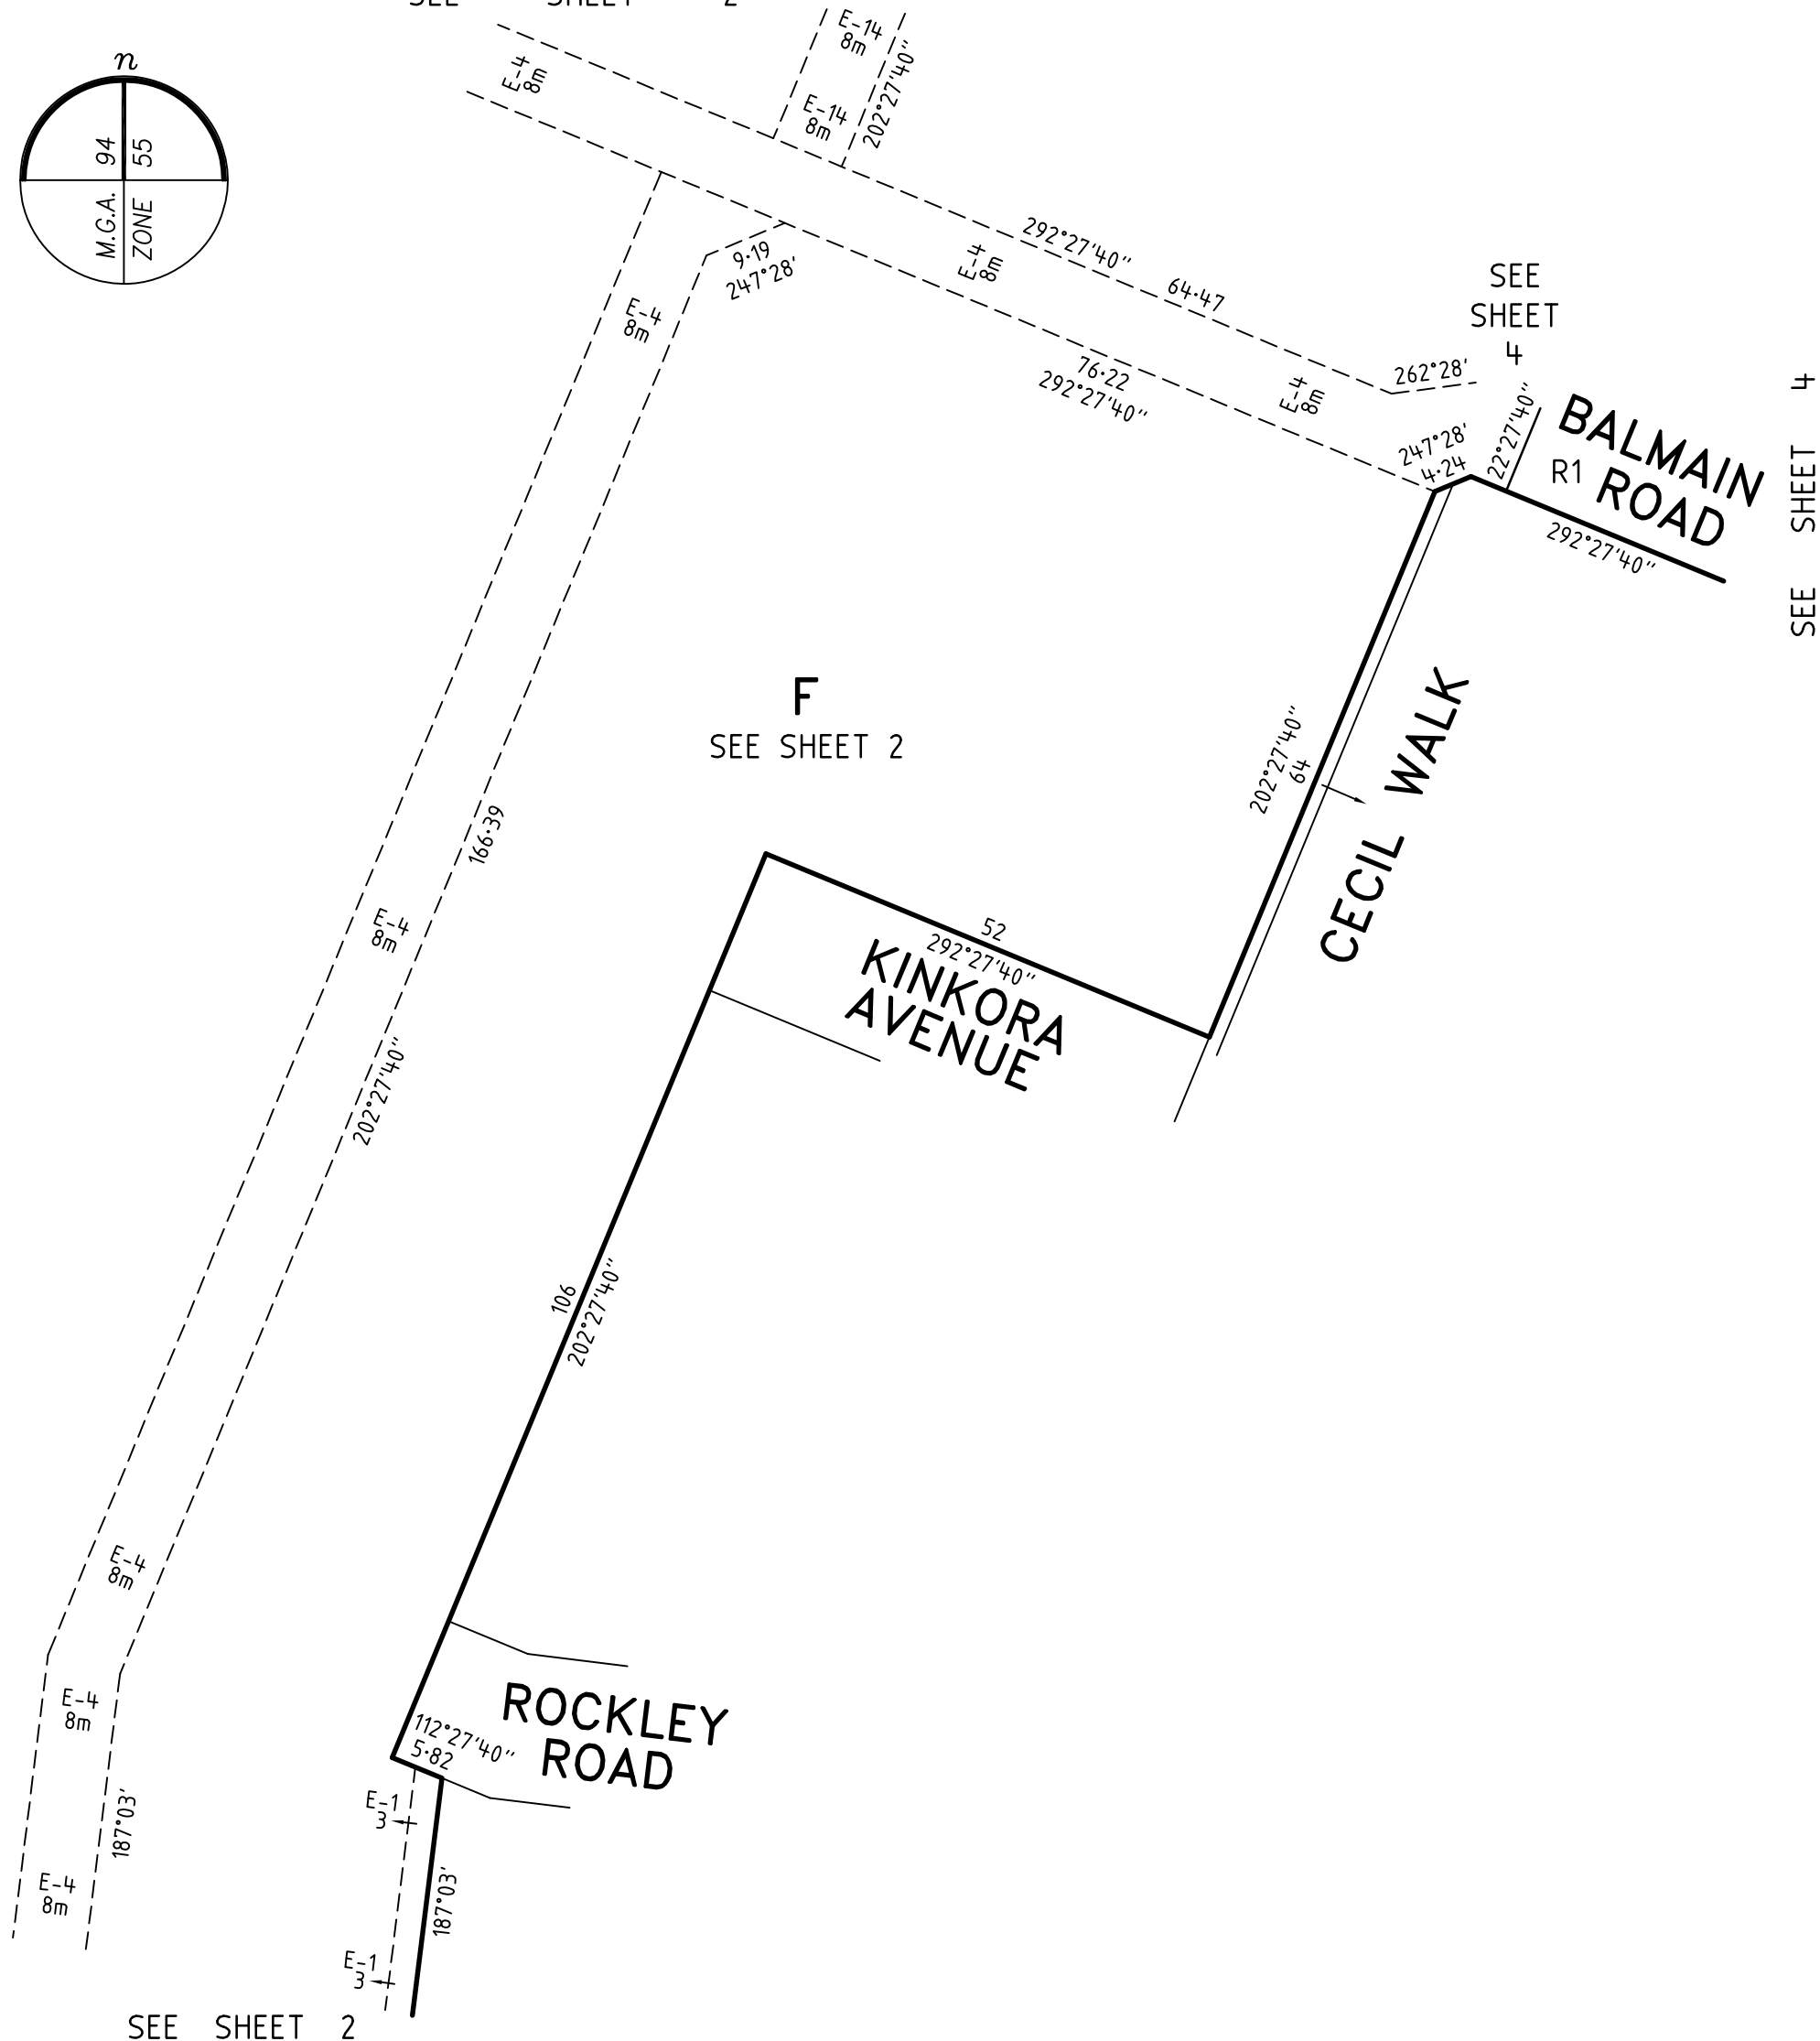 SEE SHEET 2
n
M.G.A. 94
ZONE 55
E-4
8m
E-14
8m
E-14
8m
202°27'40"
292°27'40"
64·47
9·19
247°28'
E-4
8m
E-4
8m
76·22
292°27'40"
E-4
8m
262°28'
SEE
SHEET
4
247°28'
4·24
22°27'40"
BALMAIN
R1 ROAD
292°27'40"
SEE SHEET 4
F
SEE SHEET 2
202°27'40"
64
CECIL WALK
166·39
202°27'40"
E-4
8m
52
292°27'40"
KINKORA
AVENUE
106
202°27'40"
E-4
8m
E-4
8m
187°03'
E-4
8m
112°27'40"
5·82
ROCKLEY
ROAD
E-1
3
187°03'
E-1
3
SEE SHEET 2